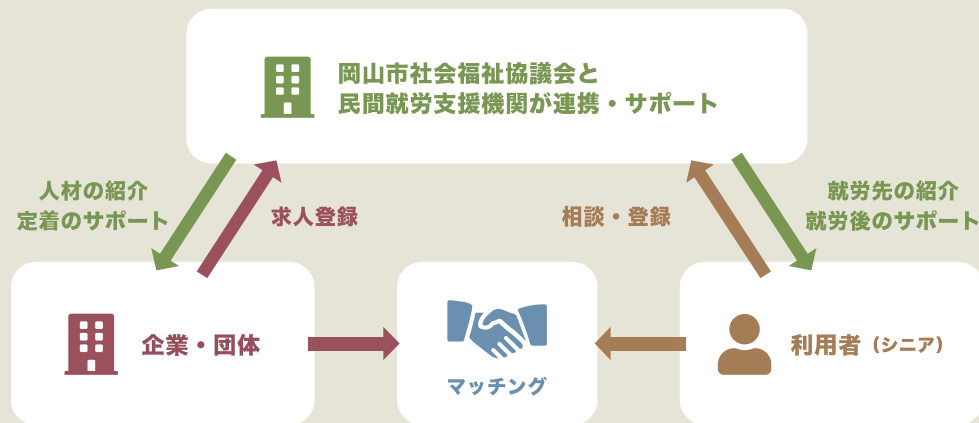 岡山市社会福祉協議会と
民間就労支援機関が連携・サポート
人材の紹介
定着のサポート
求人登録
相談・登録
就労先の紹介
就労後のサポート
企業・団体
マッチング
利用者（シニア）